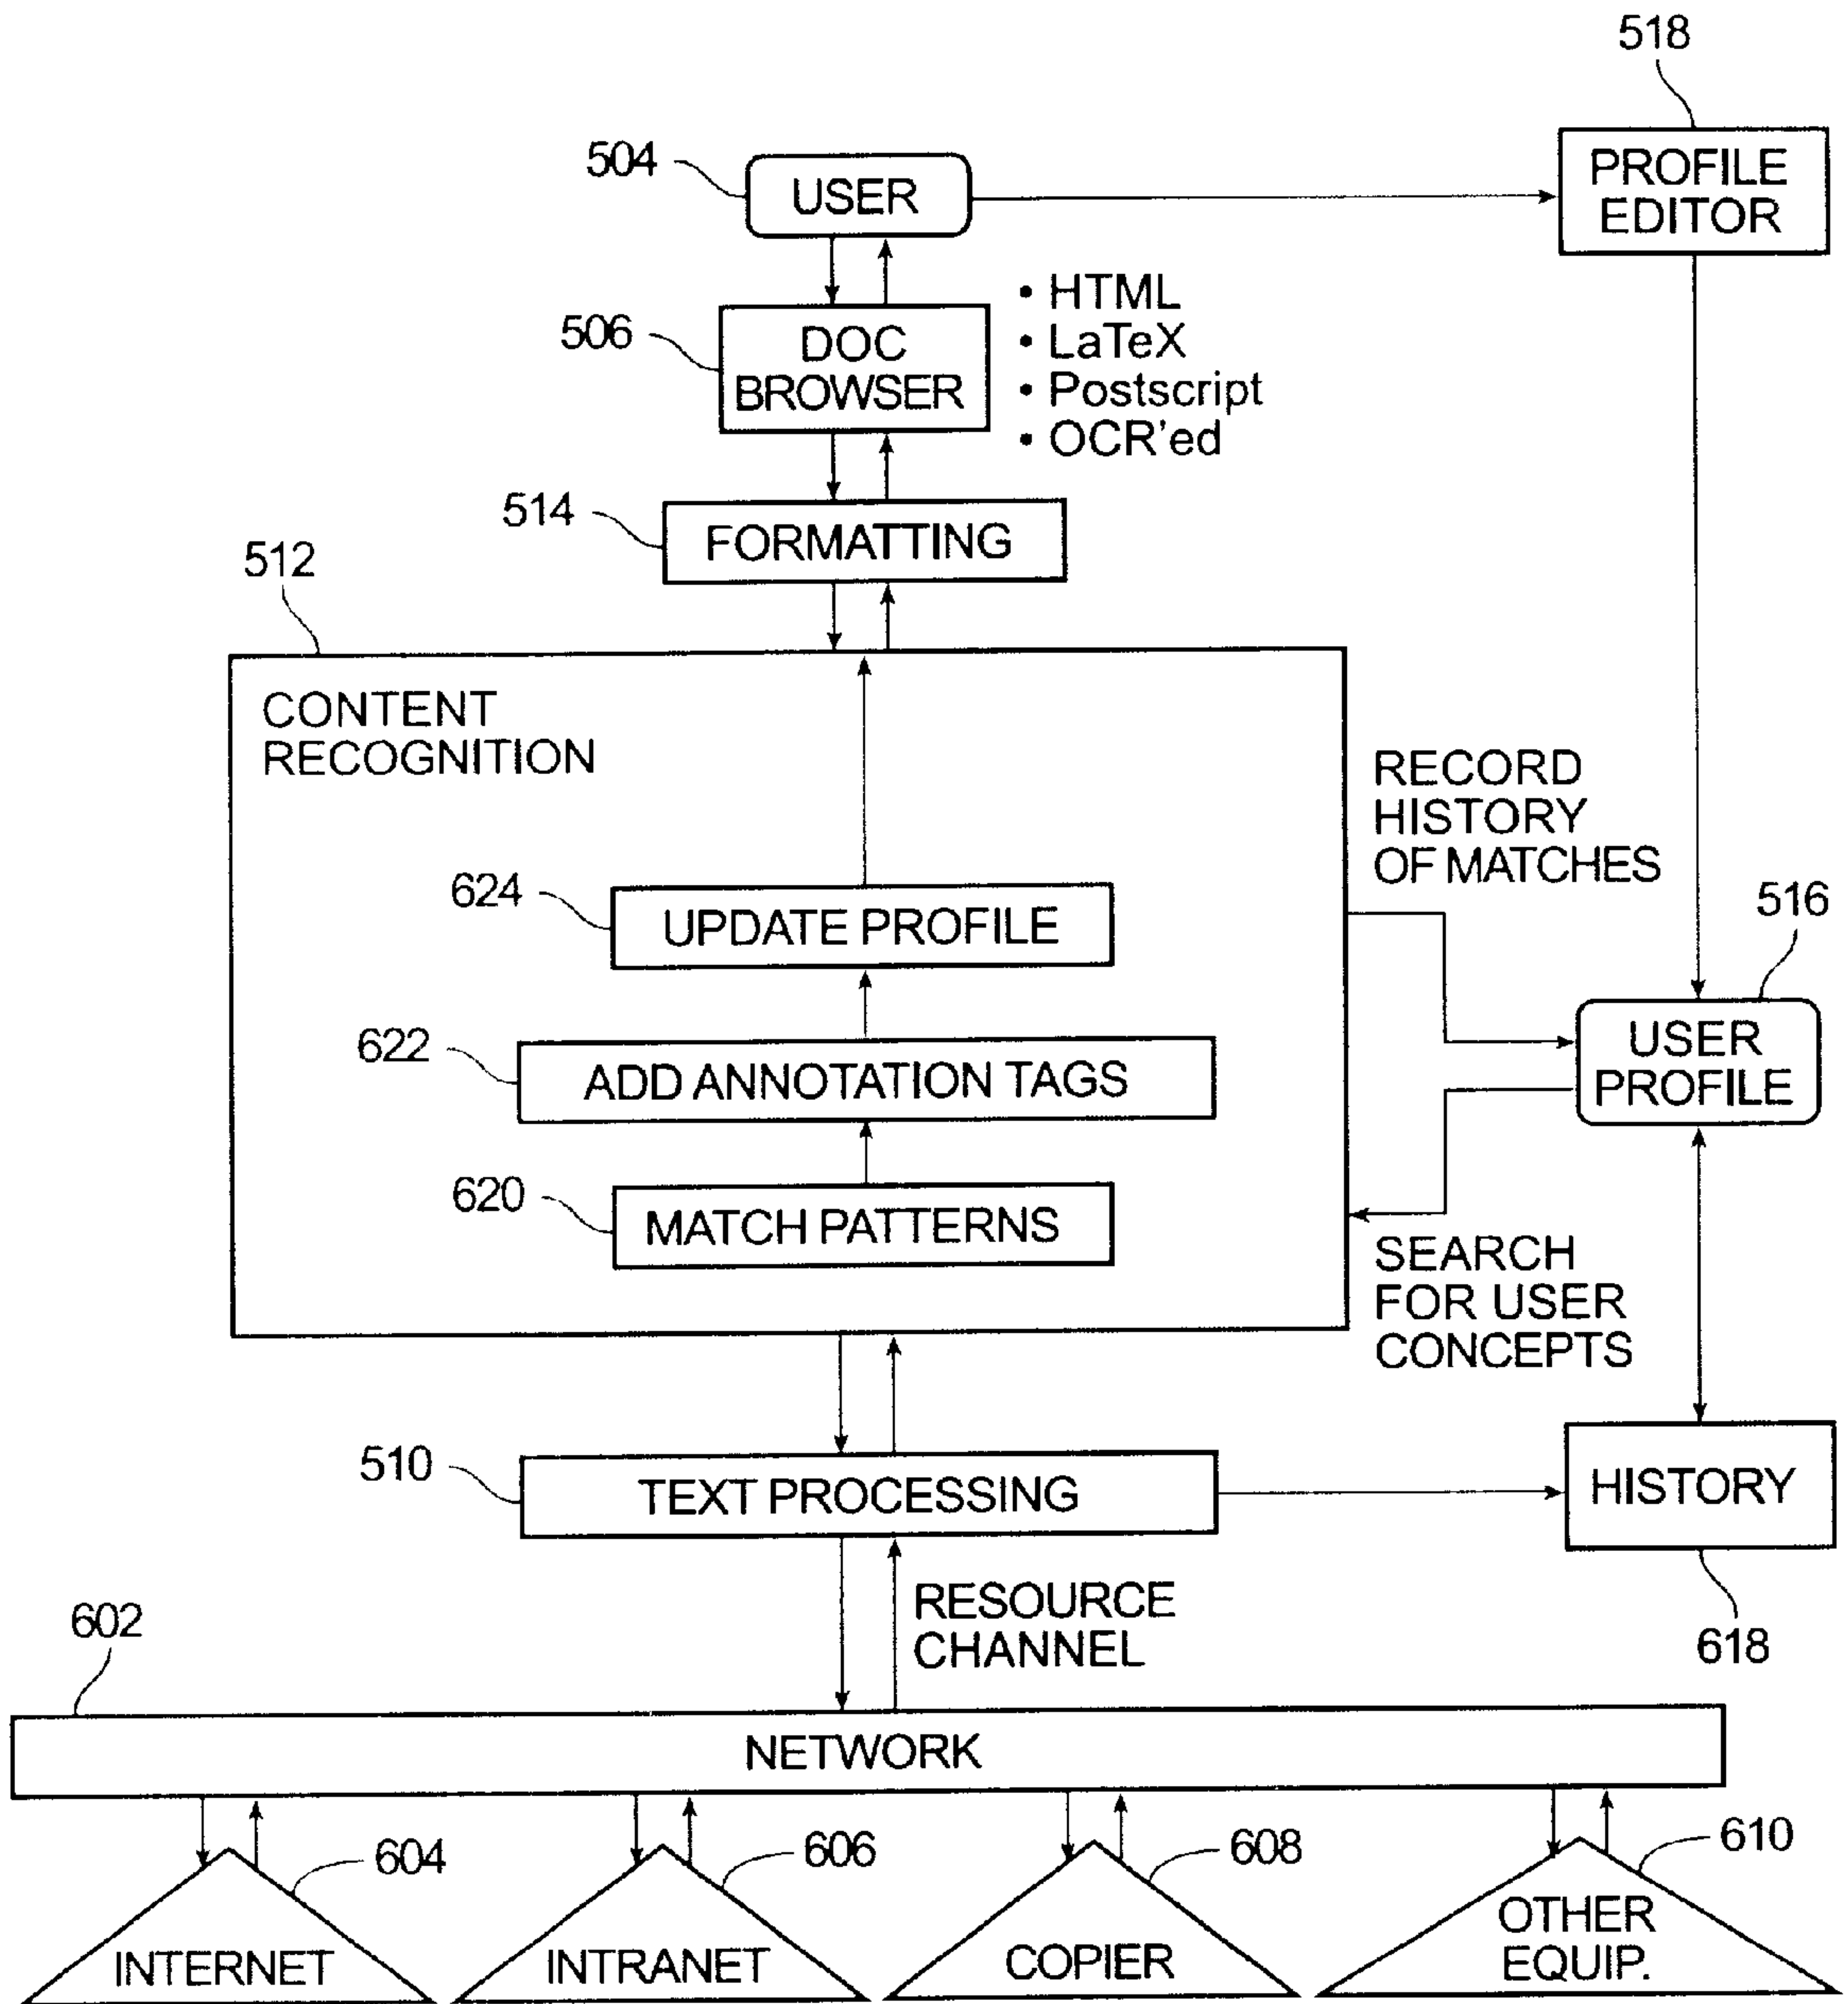 518
PROFILE
EDITOR
504
USER
506
DOC
BROWSER
• HTML
• LaTeX
• Postscript
• OCR'ed
514
FORMATTING
512
CONTENT
RECOGNITION
RECORD
HISTORY
OF MATCHES
624
UPDATE PROFILE
516
USER
PROFILE
622
ADD ANNOTATION TAGS
620
MATCH PATTERNS
SEARCH
FOR USER
CONCEPTS
510
TEXT PROCESSING
HISTORY
618
RESOURCE
CHANNEL
602
NETWORK
604
606
608
610
INTERNET
INTRANET
COPIER
OTHER
EQUIP.